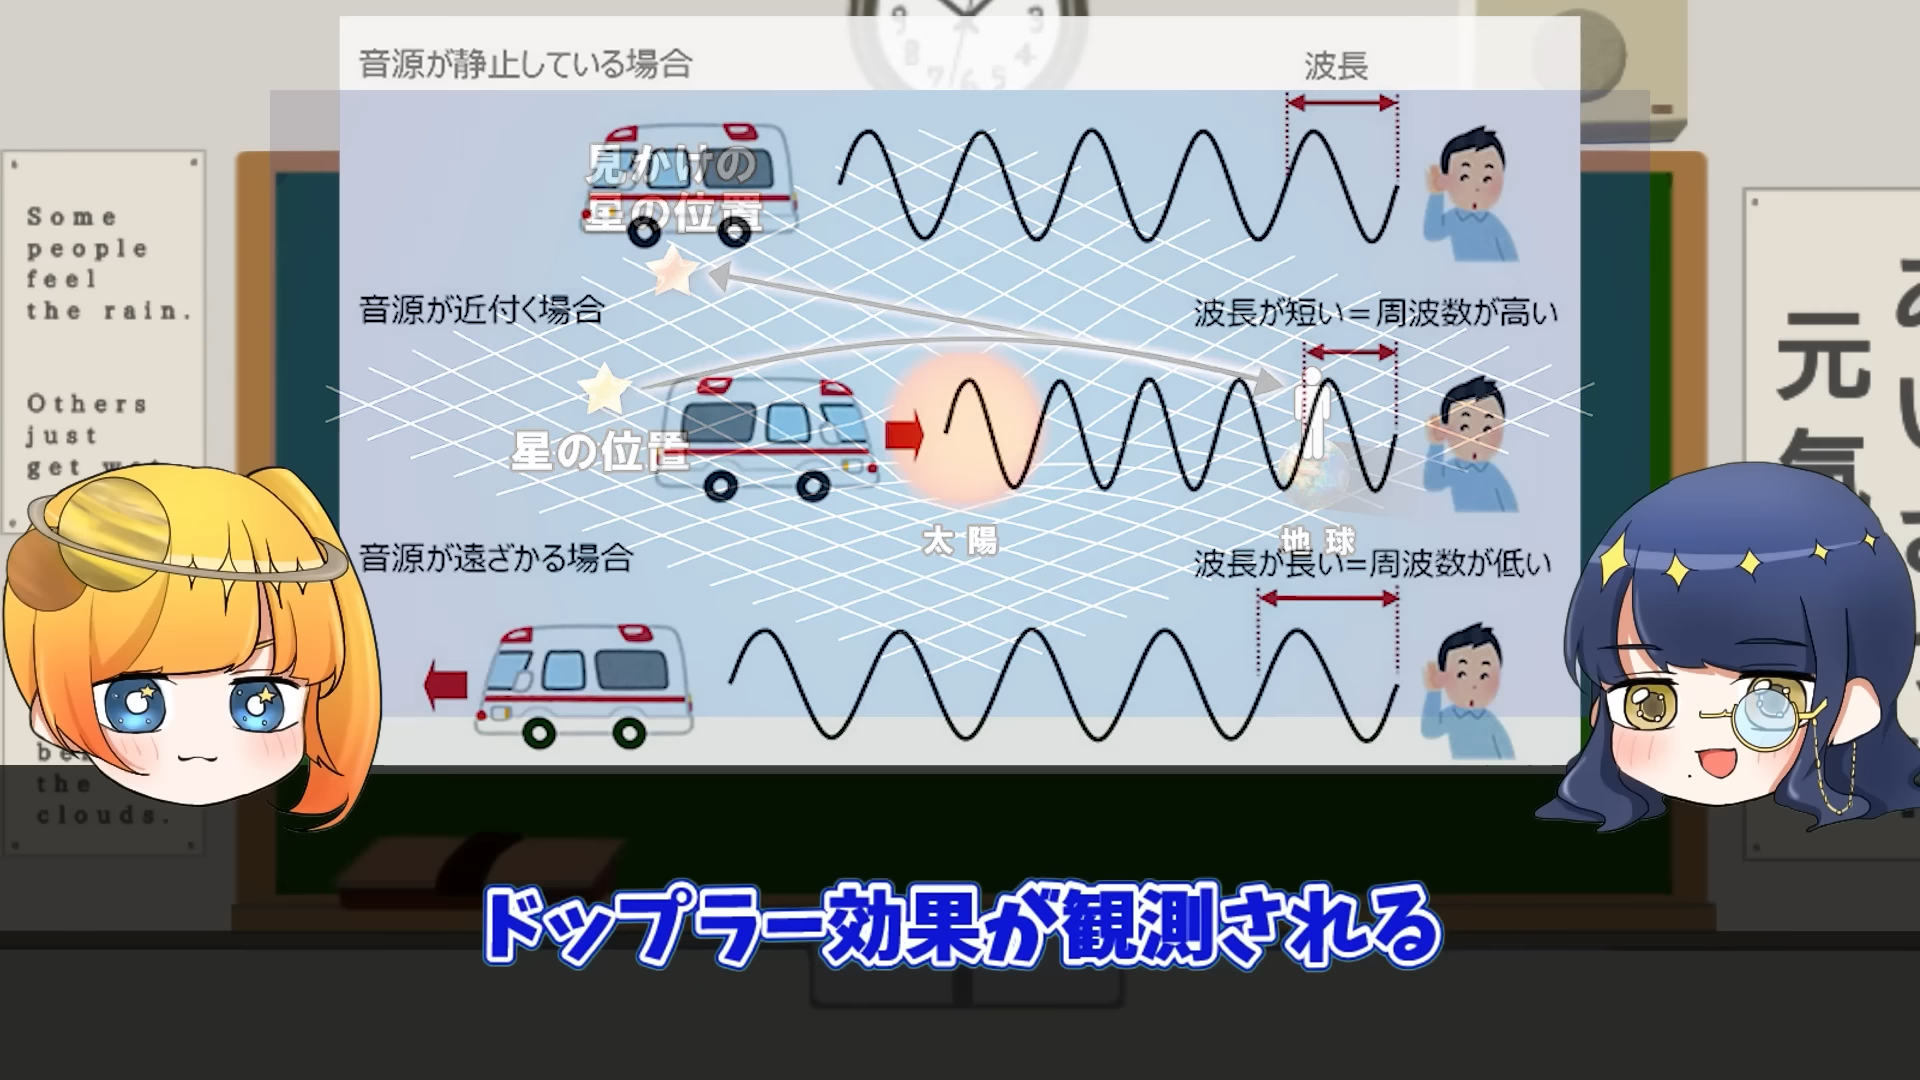 音源が静止している場合
波長
見かけの
星の位置
音源が近付く場合
波長が短い＝周波数が高い
星の位置
太陽
地球
音源が遠ざかる場合
波長が長い=周波数が低い
Some
people
feel
the rain.
Others
just
get wet
the
clouds.
元気
ドップラー効果が観測される